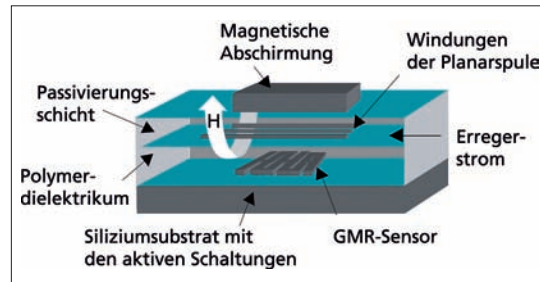 Magnetische
Abschirmung
Windungen
der Planarspule
Passivierungs-
schicht
H
Erreger-
strom
Polymer-
dielektrikum
Siliziumsubstrat mit
den aktiven Schaltungen
GMR-Sensor